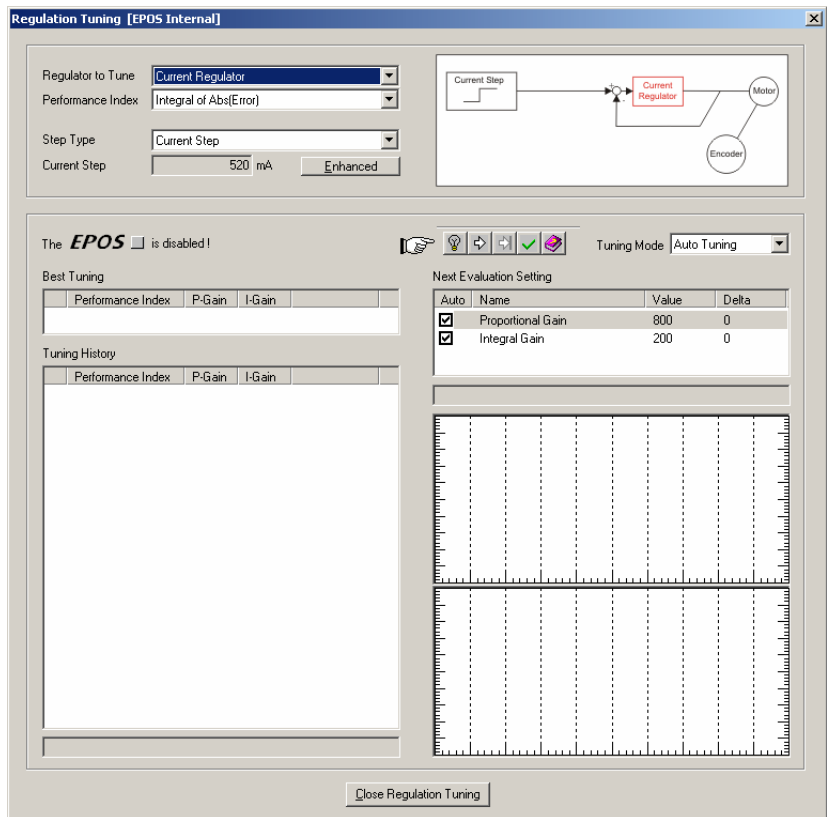 Regulation Tuning [EPOS Internal]
Regulator to Tune Current Regulator
Performance Index Integral of Abs(Error)
Step Type Current Step
Current Step 520 mA Enhanced
Current Step
+
-
Current
Regulator
Motor
Encoder
The EPOS is disabled !
Tuning Mode Auto Tuning
Best Tuning
Performance Index P-Gain I-Gain
Tuning History
Performance Index P-Gain I-Gain
Next Evaluation Setting
Auto Name Value Delta
Proportional Gain 800 0
Integral Gain 200 0
Close Regulation Tuning